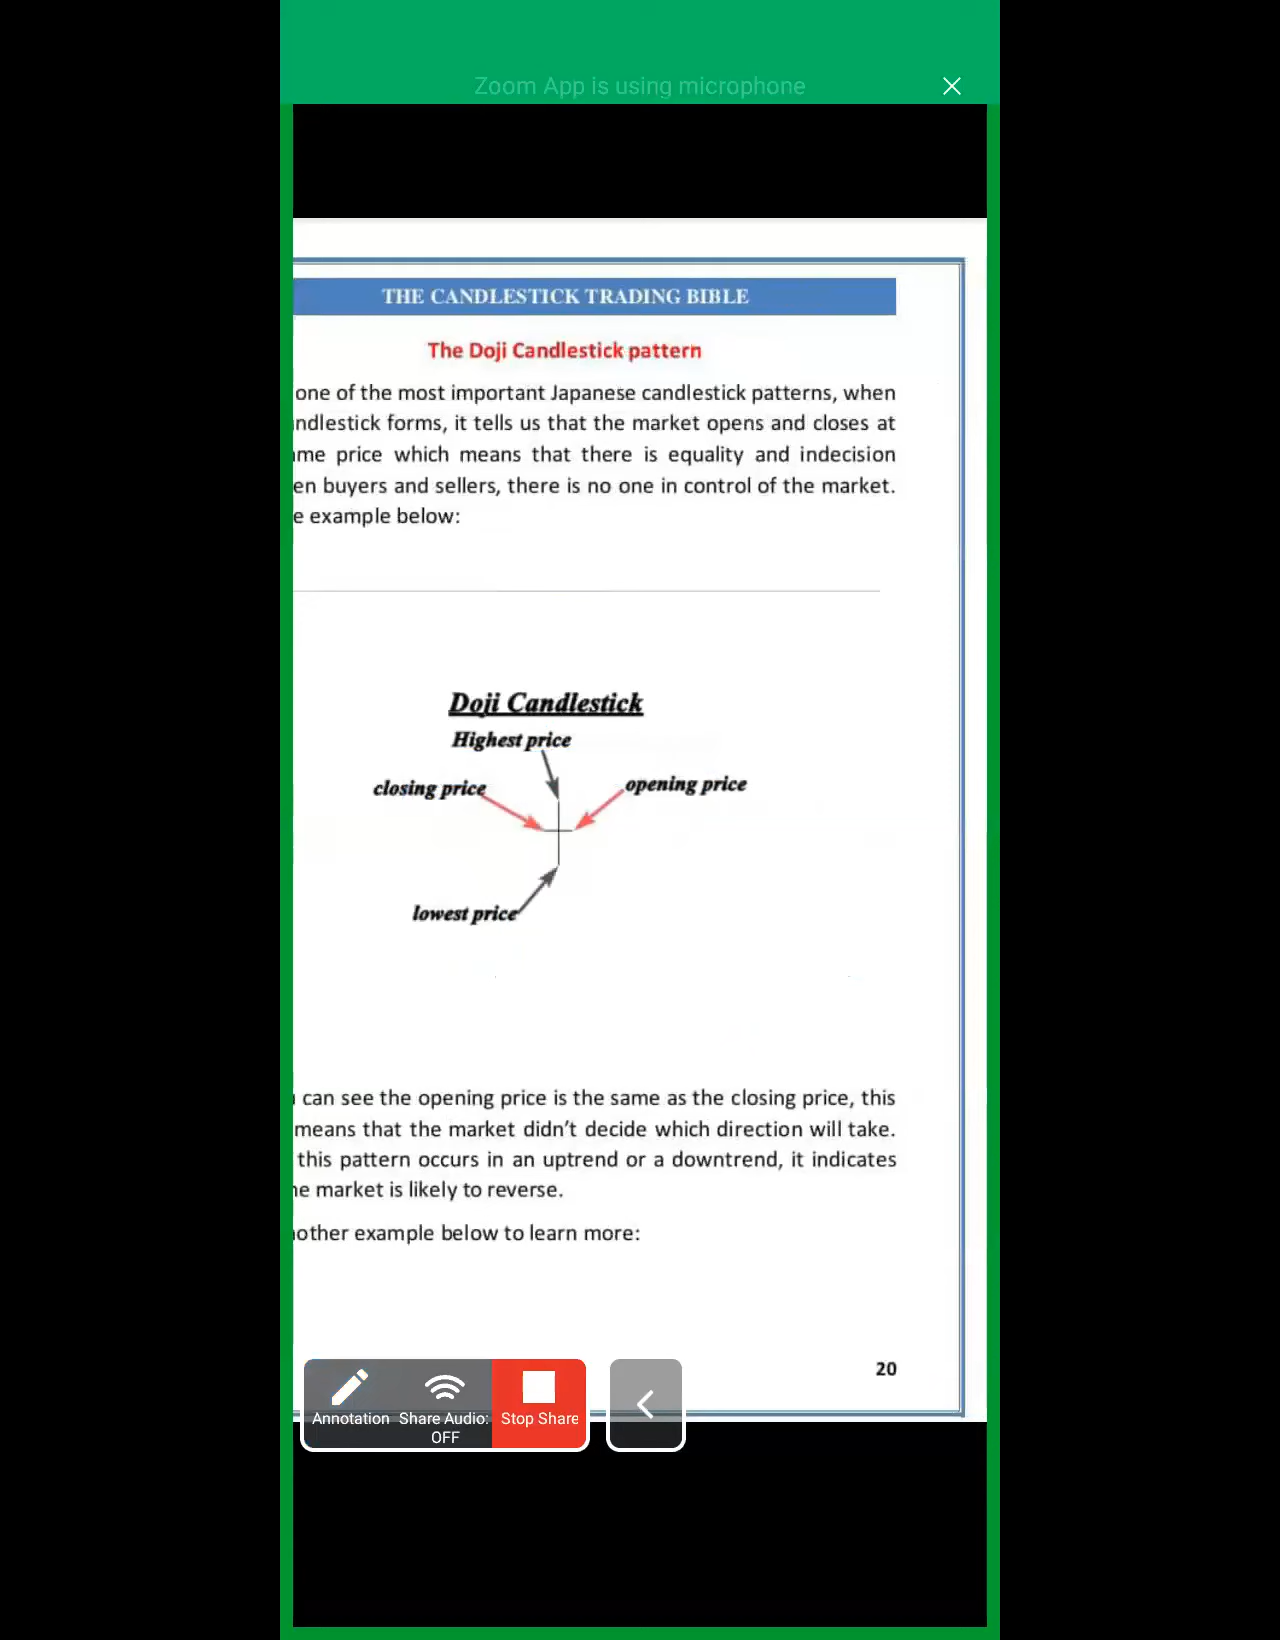 Zoom App is using microphone
THE CANDLESTICK TRADING BIBLE
The Doji Candlestick pattern
one of the most important Japanese candlestick patterns, when
ndlestick forms, it tells us that the market opens and closes at
me price which means that there is equality and indecision
en buyers and sellers, there is no one in control of the market.
e example below:
Doji Candlestick
Highest price
closing price
opening price
lowest price
can see the opening price is the same as the closing price, this
means that the market didn't decide which direction will take.
this pattern occurs in an uptrend or a downtrend, it indicates
he market is likely to reverse.
other example below to learn more:
20
Annotation Share Audio: OFF Stop Share